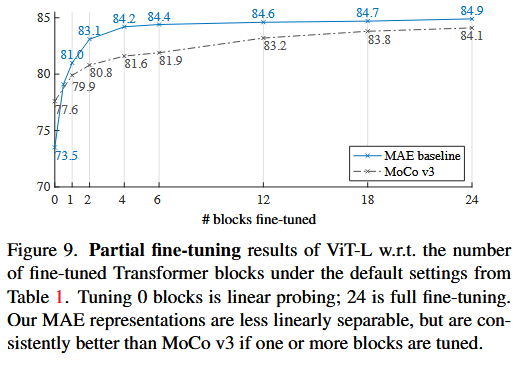 85
80
75
70
73.5
77.6
79.9
81.0
83.1
80.8
84.2
81.6
84.4
81.9
84.6
83.2
84.7
83.8
84.9
84.1
MAE baseline
MoCo v3
0 1 2 4 6 12 18 24
# blocks fine-tuned
Figure 9. Partial fine-tuning results of ViT-L w.r.t. the number
of fine-tuned Transformer blocks under the default settings from
Table 1. Tuning 0 blocks is linear probing; 24 is full fine-tuning.
Our MAE representations are less linearly separable, but are con-
sistently better than MoCo v3 if one or more blocks are tuned.